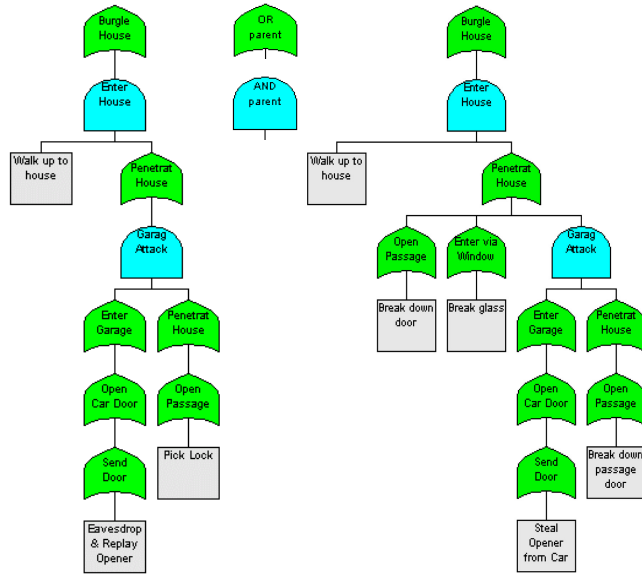 Burgle
House
OR
parent
Burgle
House
Enter
House
AND
parent
Enter
House
Walk up to
house
Penetrat
House
Walk up to
house
Penetrat
House
Garag
Attack
Open
Passage
Enter via
Window
Garag
Attack
Enter
Garage
Penetrat
House
Break down
door
Break glass
Enter
Garage
Penetrat
House
Open
Car Door
Open
Passage
Open
Car Door
Open
Passage
Send
Door
Pick Lock
Send
Door
Break down
passage
door
Eavesdrop
& Replay
Opener
Steal
Opener
from Car